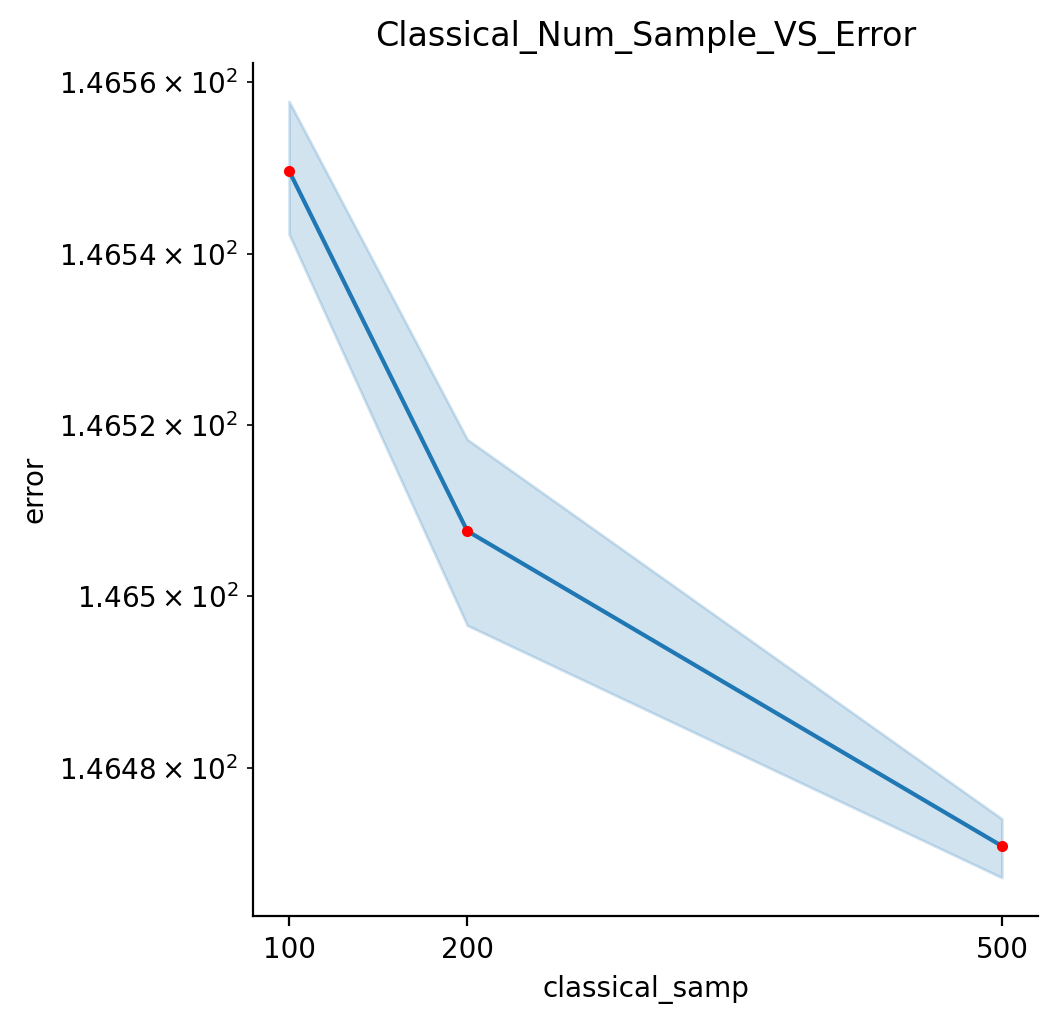 Classical_Num_Sample_VS_Error
1.4656 × 10²
1.4654 × 10²
1.4652 × 10²
1.465 × 10²
1.4648 × 10²
error
100 200 500
classical_samp